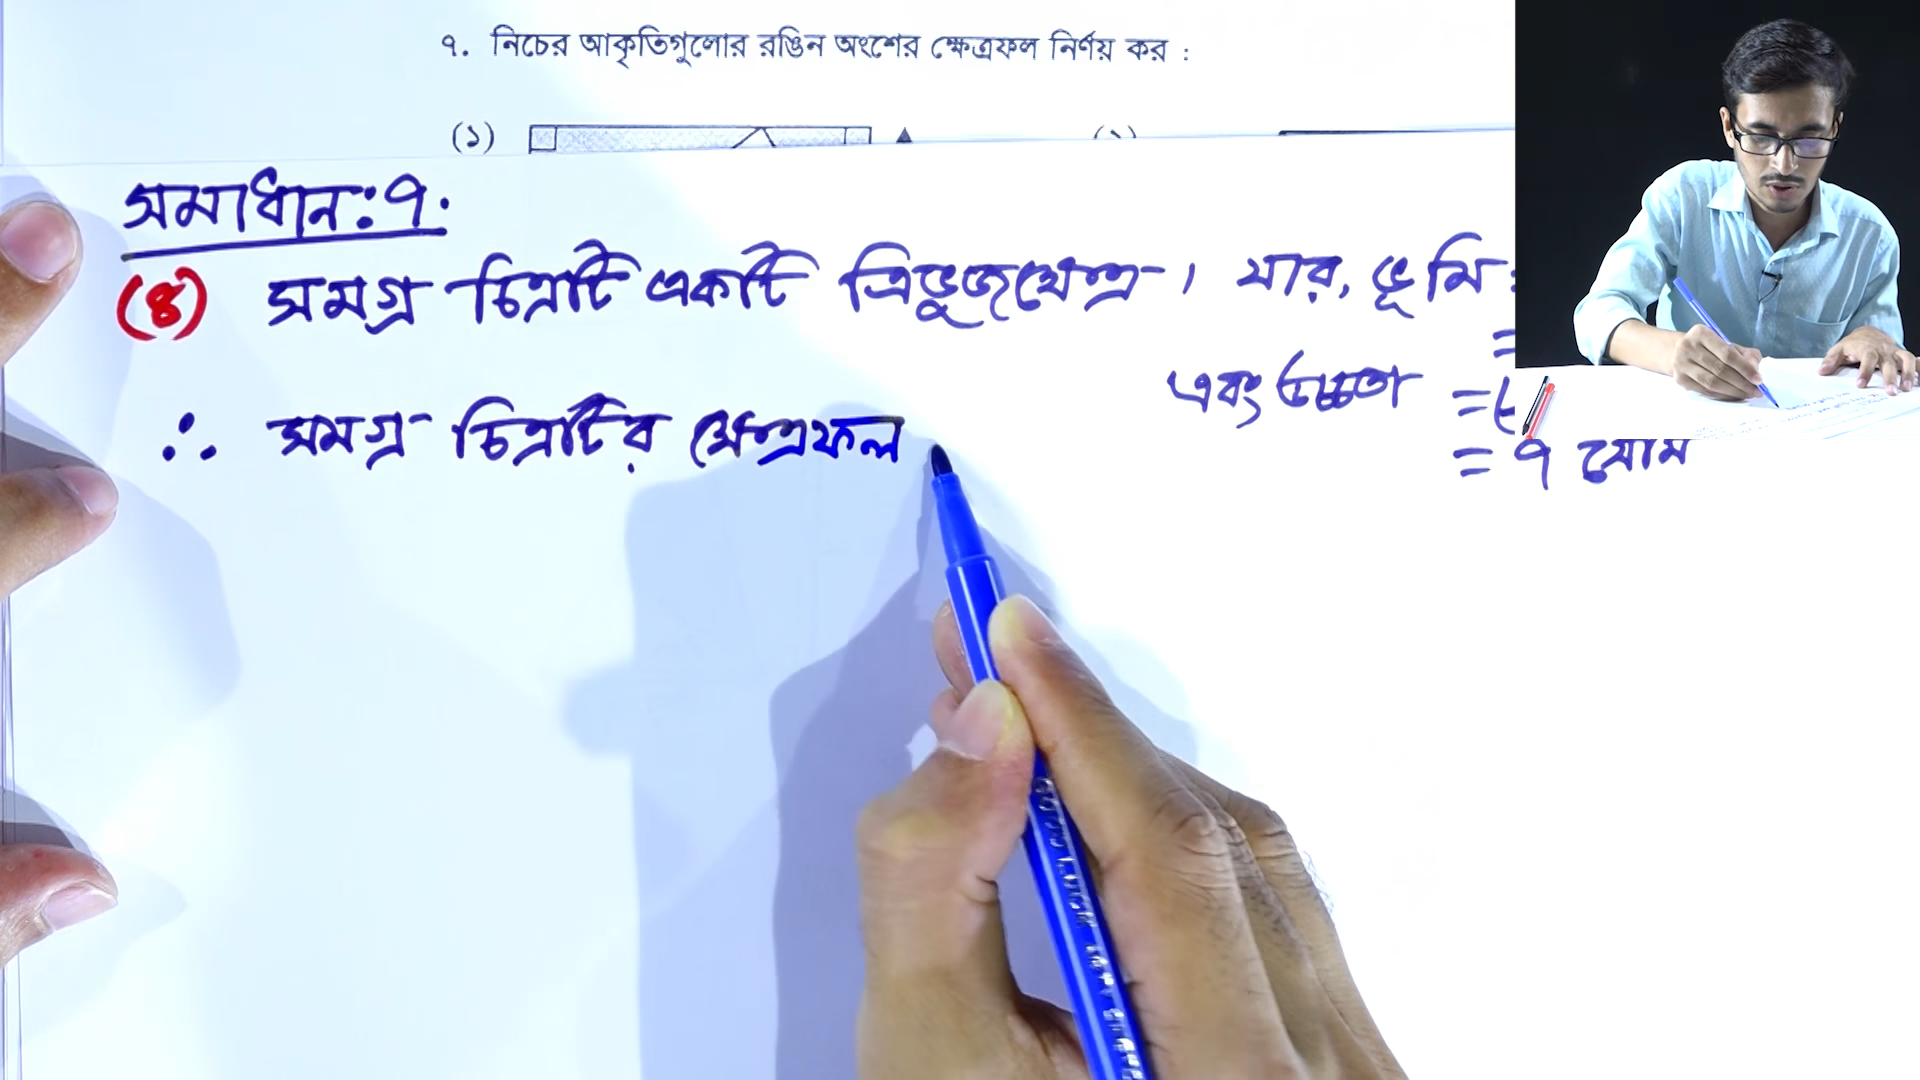 ৭. নিচের আকৃতিগুলোর রঙিন অংশের ক্ষেত্রফল নির্ণয় কর :
(১)
সমাধান: ৭.
(৪) সমগ্র চিত্রটি একটি ত্রিভুজক্ষেত্র, যার, ভূমি
এবং উচ্চতা =
∴ সমগ্র চিত্রটির ক্ষেত্রফল
= ৭ সেমি